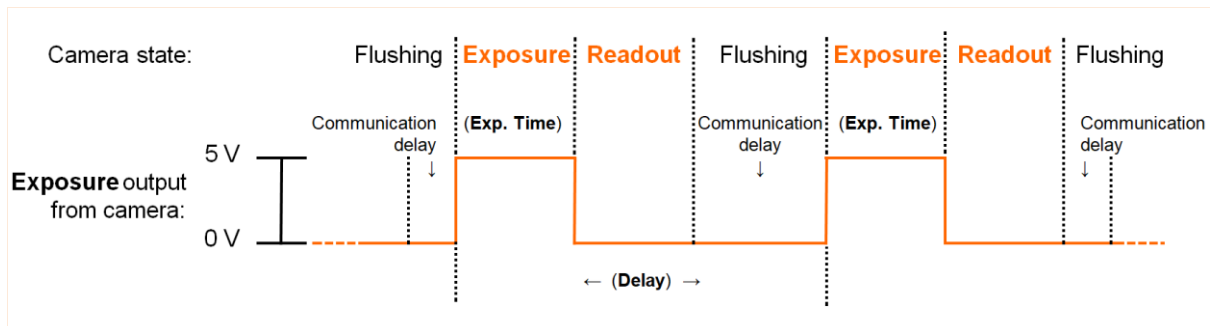 Camera state: Flushing Exposure Readout Flushing Exposure Readout Flushing
Communication delay ↓ (Exp. Time) Communication delay ↓ (Exp. Time) Communication delay ↓
5 V
Exposure output from camera:
0 V
← (Delay) →